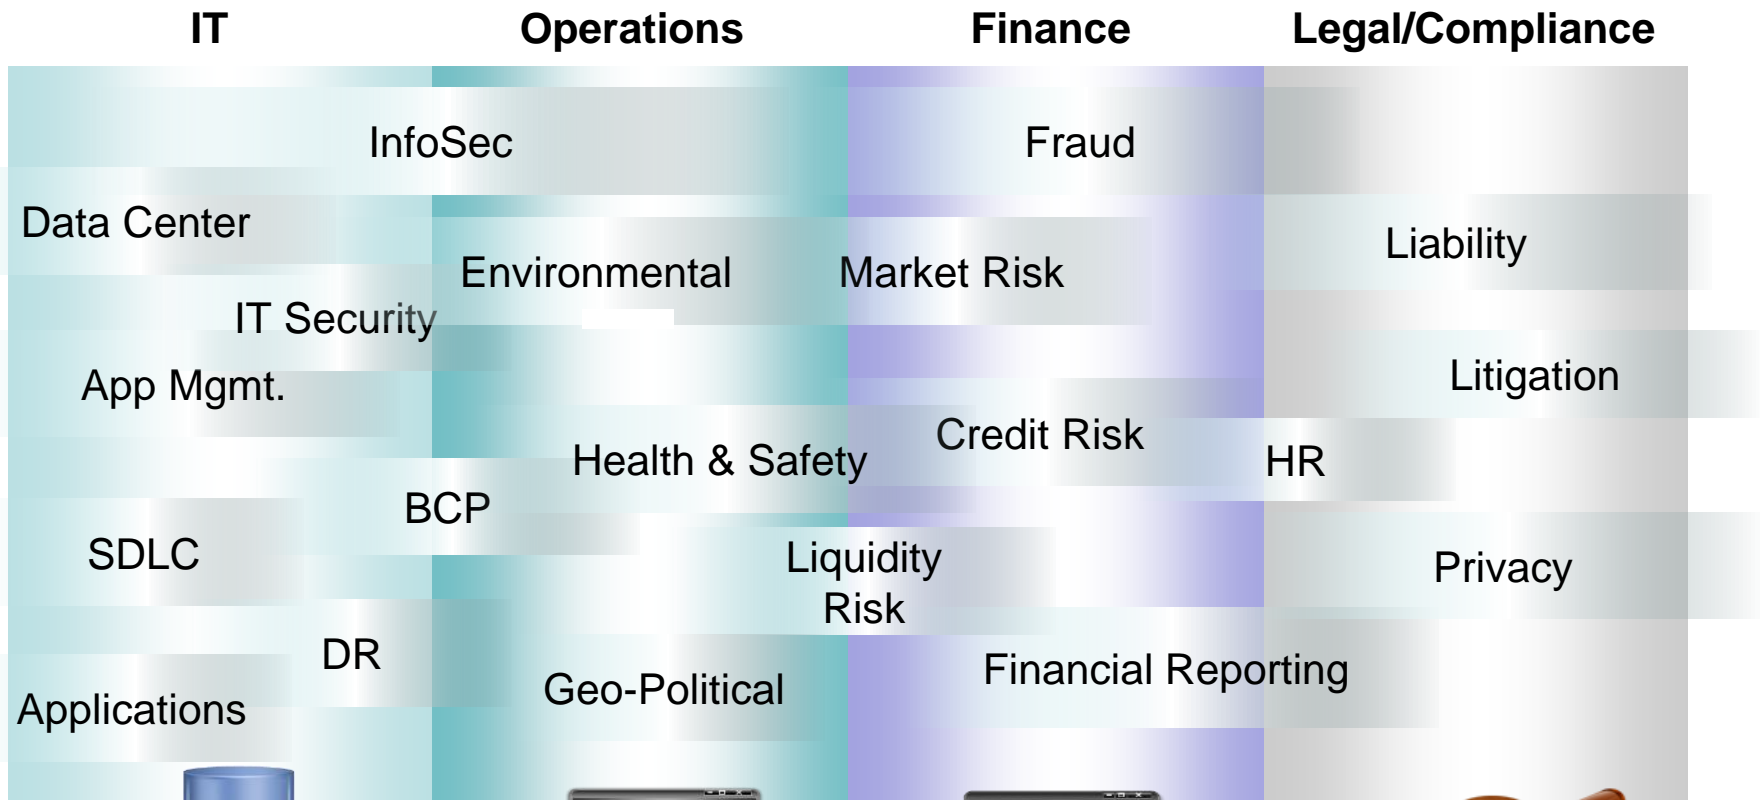 IT
Operations
Finance
Legal/Compliance
InfoSec
Fraud
Data Center
Liability
Environmental
Market Risk
IT Security
App Mgmt.
Litigation
Credit Risk
Health & Safety
HR
BCP
SDLC
Liquidity
Risk
Privacy
DR
Financial Reporting
Geo-Political
Applications